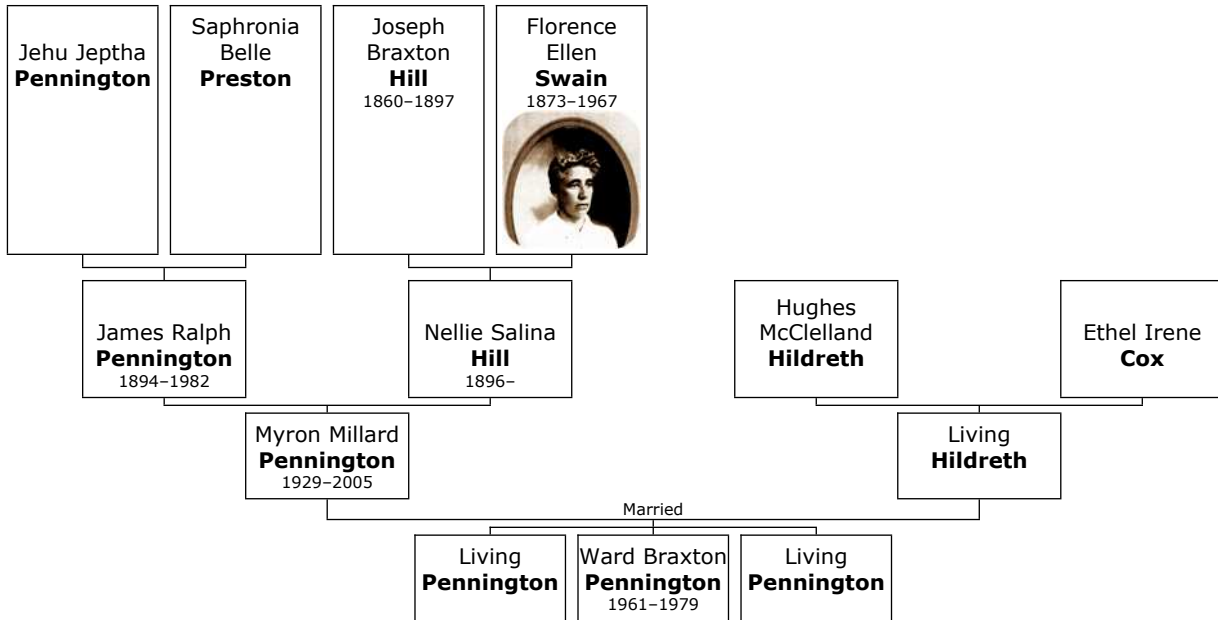 Jehu Jeptha
Pennington
Saphronia
Belle
Preston
Joseph
Braxton
Hill
1860–1897
Florence
Ellen
Swain
1873–1967
James Ralph
Pennington
1894–1982
Nellie Salina
Hill
1896–
Hughes
McClelland
Hildreth
Ethel Irene
Cox
Myron Millard
Pennington
1929–2005
Living
Hildreth
Married
Living
Pennington
Ward Braxton
Pennington
1961–1979
Living
Pennington